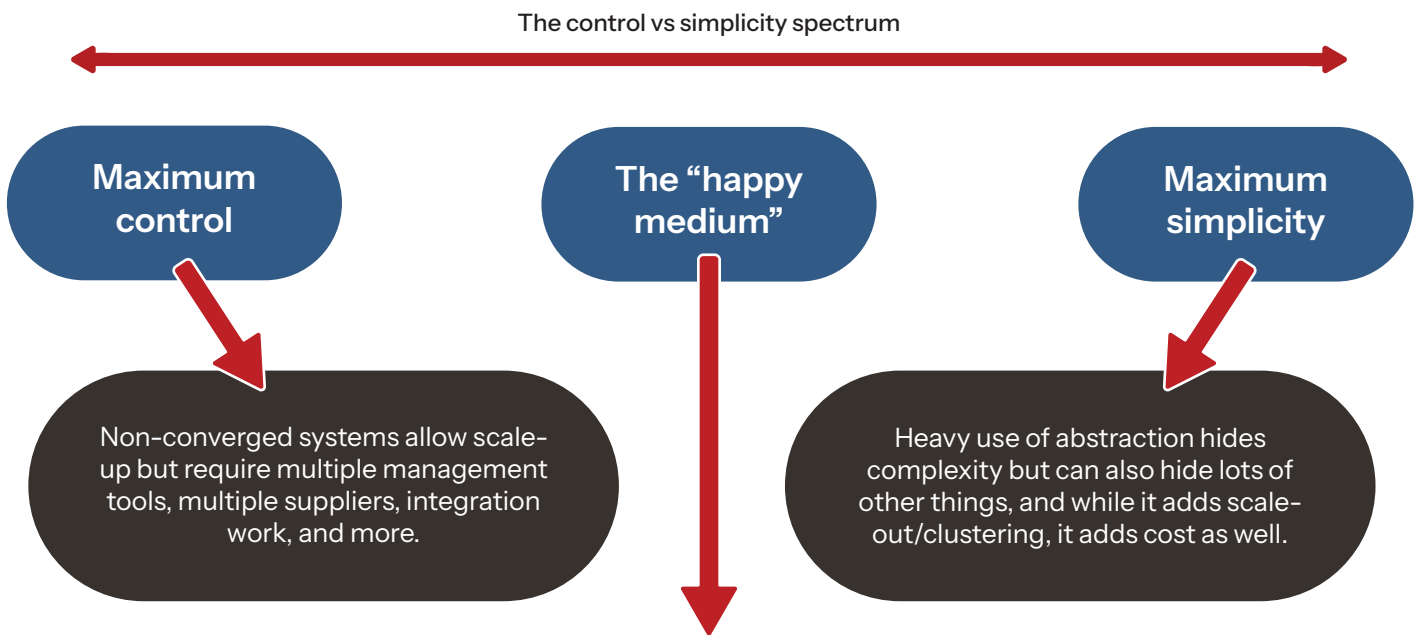 The control vs simplicity spectrum
Maximum
control
The “happy
medium”
Maximum
simplicity
Non-converged systems allow scale-
up but require multiple management
tools, multiple suppliers, integration
work, and more.
Heavy use of abstraction hides
complexity but can also hide lots of
other things, and while it adds scale-
out/clustering, it adds cost as well.